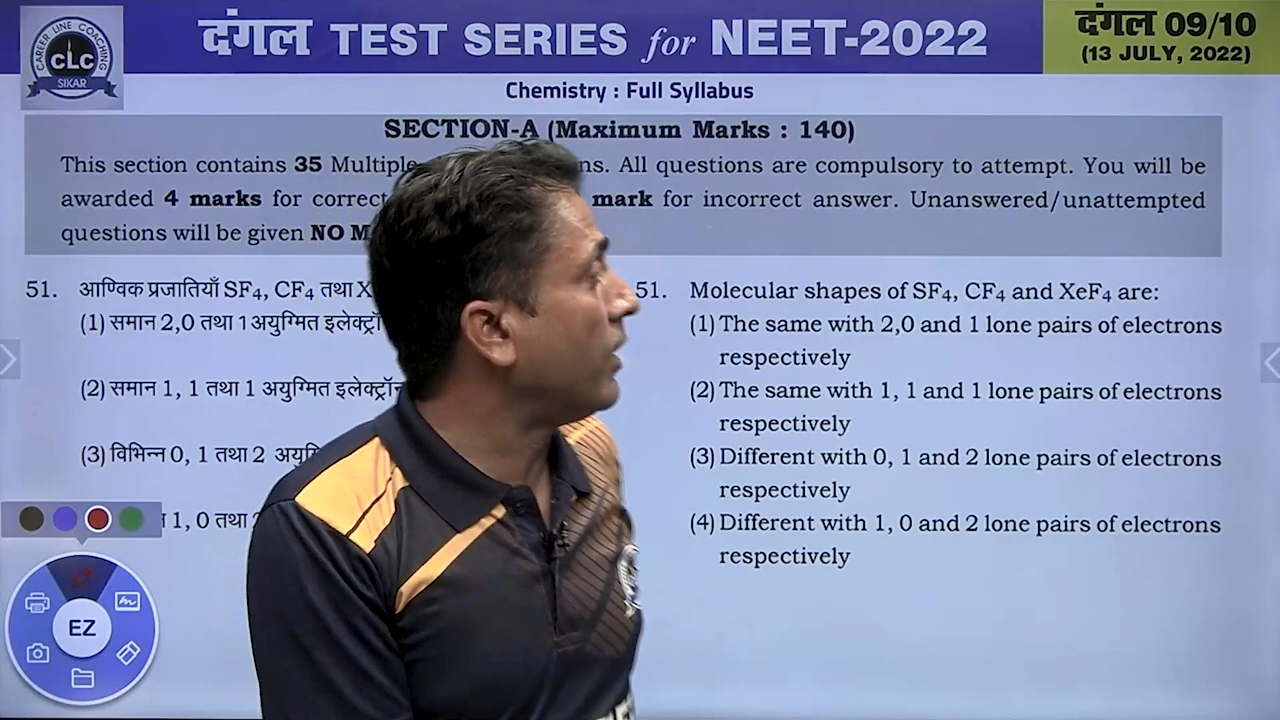 CAREER LINE COACHING
CLC
SIKAR
दंगल TEST SERIES for NEET-2022
दंगल 09/10
(13 JULY, 2022)
Chemistry : Full Syllabus
SECTION-A (Maximum Marks : 140)
This section contains 35 Multiple ns. All questions are compulsory to attempt. You will be
awarded 4 marks for correct mark for incorrect answer. Unanswered/unattempted
questions will be given NO M
51. आण्विक प्रजातियाँ SF₄, CF₄ तथा X
(1) समान 2,0 तथा 1 अयुग्मित इलेक्ट्रॉ
(2) समान 1, 1 तथा 1 अयुग्मित इलेक्ट्रॉन
(3) विभिन्न 0, 1 तथा 2 अयुग्
1, 0 तथा 2
51. Molecular shapes of SF₄, CF₄ and XeF₄ are:
(1) The same with 2,0 and 1 lone pairs of electrons
respectively
(2) The same with 1, 1 and 1 lone pairs of electrons
respectively
(3) Different with 0, 1 and 2 lone pairs of electrons
respectively
(4) Different with 1, 0 and 2 lone pairs of electrons
respectively
EZ